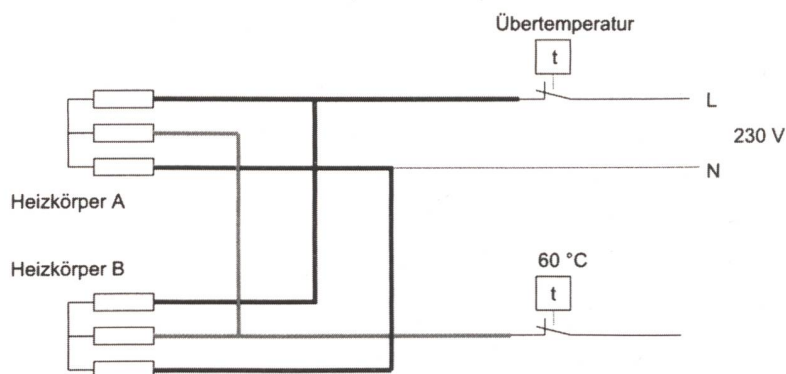 Übertemperatur
t
L
230 V
N
Heizkörper A
Heizkörper B
60 °C
t